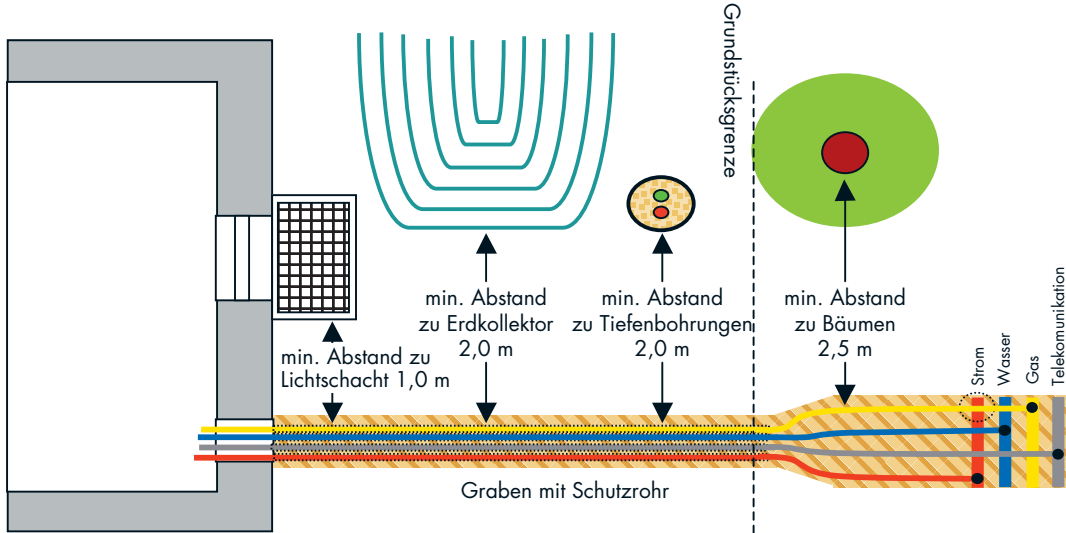 Grundstücksgrenze
min. Abstand zu
Lichtschacht 1,0 m
min. Abstand
zu Erdkollektor
2,0 m
min. Abstand
zu Tiefenbohrungen
2,0 m
min. Abstand
zu Bäumen
2,5 m
Strom
Wasser
Gas
Telekomunikation
Graben mit Schutzrohr